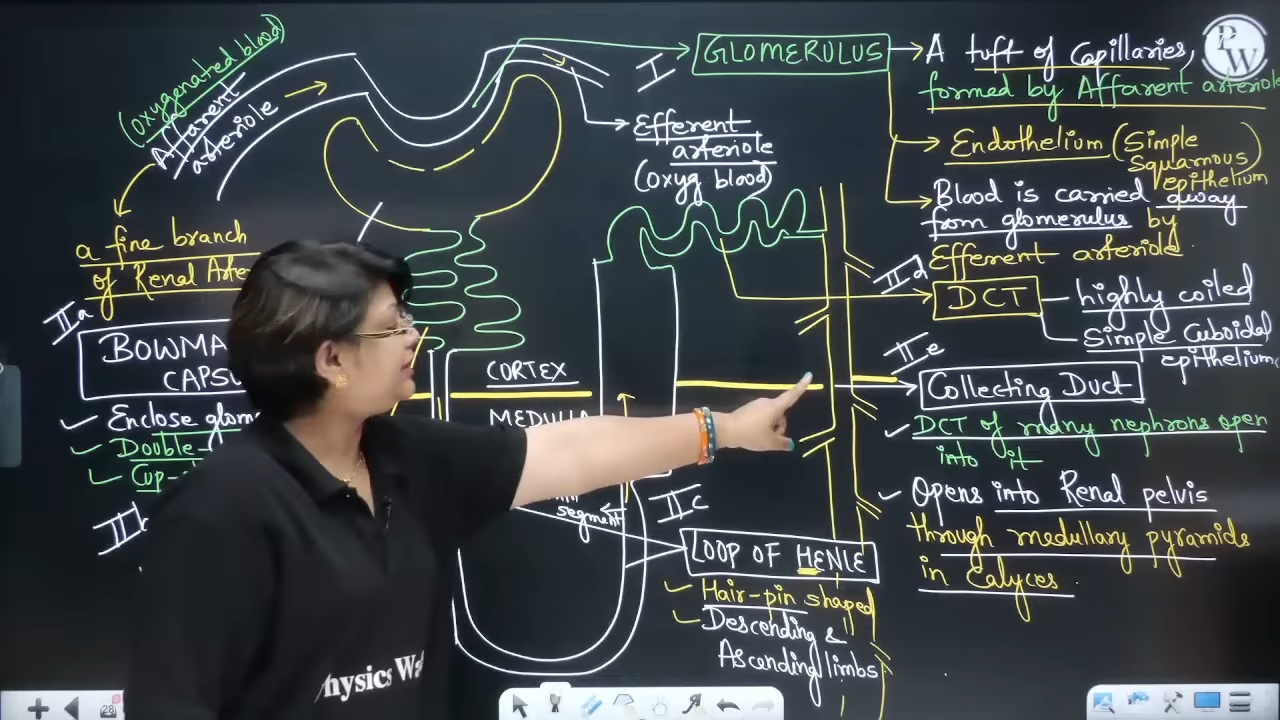 (oxygenated blood)
Afferent
arteriole
a fine branch
of Renal Arte
IIa
BOWMA
CAPSU
Enclose glom
Double-
Cup-
I
GLOMERULUS
A tuft of Capillaries,
formed by Affarent arteriole
Endothelium (Simple
Squamous
epithelium)
Blood is carried away
from glomerulus by
Efferent arteriole.
PW
Efferent
arteriole
(oxyg blood)
IId
DCT
highly coiled
Simple Cuboidal
epithelium
CORTEX
MEDULLA
IIe
Collecting Duct
DCT of many nephrons open
into it
Opens into Renal pelvis
through medullary pyramids
in Calyces.
segment
IIc
LOOP OF HENLE
Hair-pin shaped
Descending &
Ascending limbs
Physics Wa
28